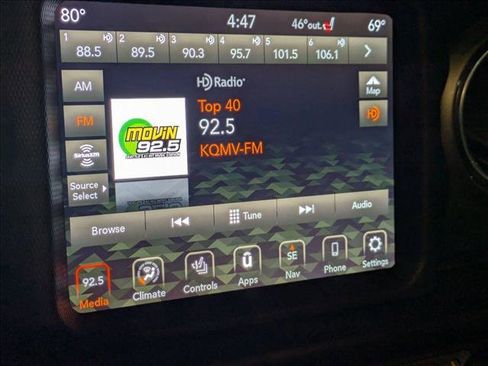 80° 4:47 46°out. 69°
1 88.5 2 89.5 3 90.3 4 95.7 5 101.5 6 106.1
AM
HD Radio
Map
FM
MOViN
92.5
Top 40
92.5
KQMV-FM
HD
SiriusXM
Source
Select
Browse Tune Audio
92.5 SE
Media Climate Controls Apps Nav Phone Settings